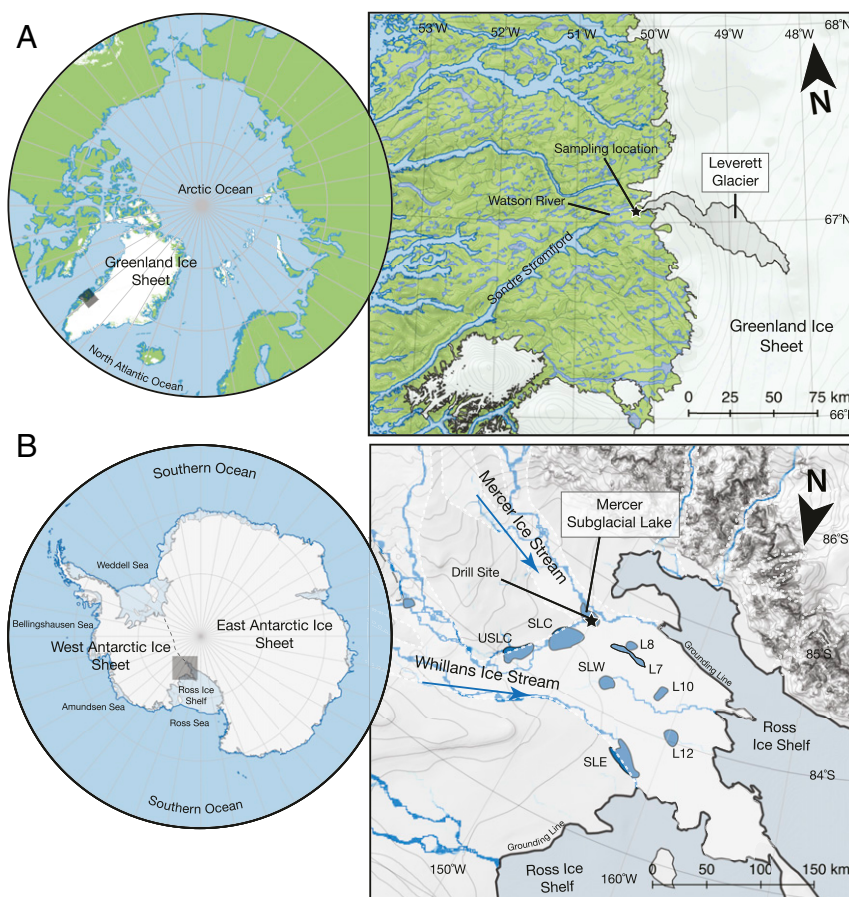 A
Arctic Ocean
Greenland Ice
Sheet
North Atlantic Ocean
53°W
52°W
51°W
50°W
49°W
48°W
68°N
N
Sampling location
Leverett
Glacier
Watson River
67°N
Sondre Strømfjord
Greenland Ice
Sheet
0 25 50 75 km
66°N
B
Southern Ocean
Weddell Sea
Bellingshausen Sea
East Antarctic Ice
Sheet
West Antarctic Ice
Sheet
Ross Ice
Shelf
Amundsen Sea
Ross Sea
Southern Ocean
Mercer Ice Stream
Mercer
Subglacial Lake
N
86°S
Drill Site
SLC
USLC
L8
L7
Grounding Line
85°S
Whillans Ice Stream
SLW
L10
Ross
Ice Shelf
L12
SLE
84°S
Grounding Line
150°W
Ross Ice
Shelf
160°W
0 50 100 150 km